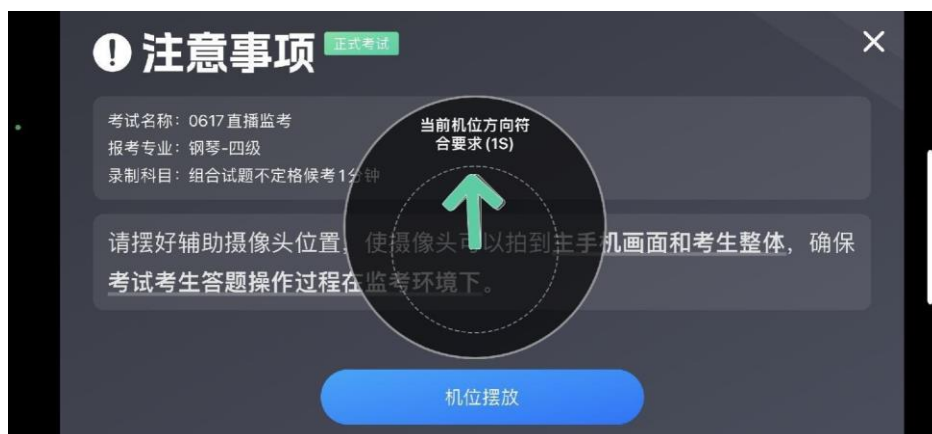 注意事项 正式考试
考试名称：0617直播监考
报考专业：钢琴-四级
录制科目：组合试题不定格候考1分钟
当前机位方向符
合要求(1S)
请摆好辅助摄像头位置，使摄像头可以拍到主手机画面和考生整体，确保
考试考生答题操作过程在监考环境下。
机位摆放